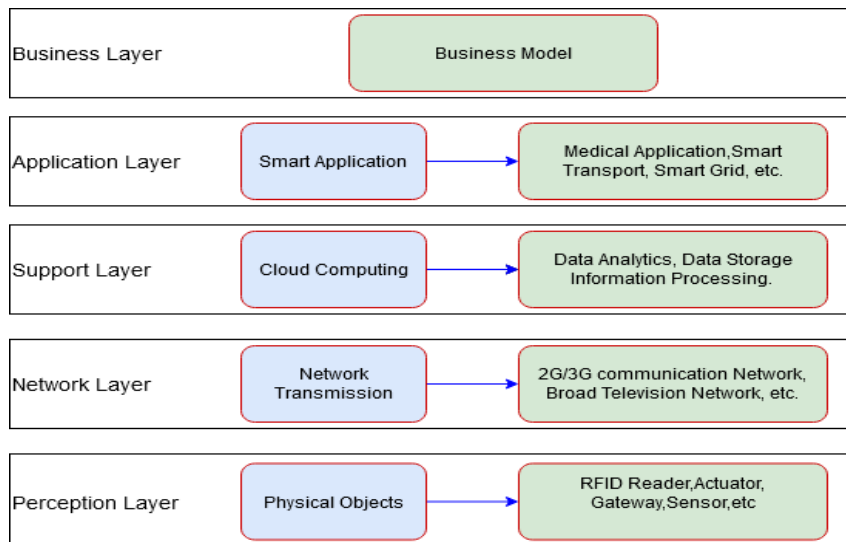 Business Layer
Business Model
Application Layer
Smart Application
Medical Application,Smart
Transport, Smart Grid, etc.
Support Layer
Cloud Computing
Data Analytics, Data Storage
Information Processing.
Network Layer
Network
Transmission
2G/3G communication Network,
Broad Television Network, etc.
Perception Layer
Physical Objects
RFID Reader,Actuator,
Gateway,Sensor,etc